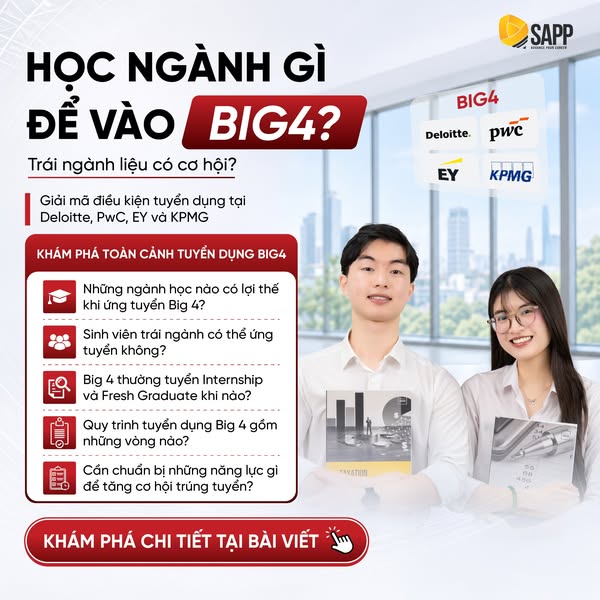 SAPP
ADVANCE YOUR CAREER
HỌC NGÀNH GÌ
ĐỂ VÀO BIG4?
Trái ngành liệu có cơ hội?
Giải mã điều kiện tuyển dụng tại
Deloitte, PwC, EY và KPMG
BIG4
Deloitte.
pwc
EY
KPMG
KHÁM PHÁ TOÀN CẢNH TUYỂN DỤNG BIG4
Những ngành học nào có lợi thế
khi ứng tuyển Big 4?
Sinh viên trái ngành có thể ứng
tuyển không?
Big 4 thường tuyển Internship
và Fresh Graduate khi nào?
Quy trình tuyển dụng Big 4 gồm
những vòng nào?
Cần chuẩn bị những năng lực gì
để tăng cơ hội trúng tuyển?
TAXATION
KHÁM PHÁ CHI TIẾT TẠI BÀI VIẾT